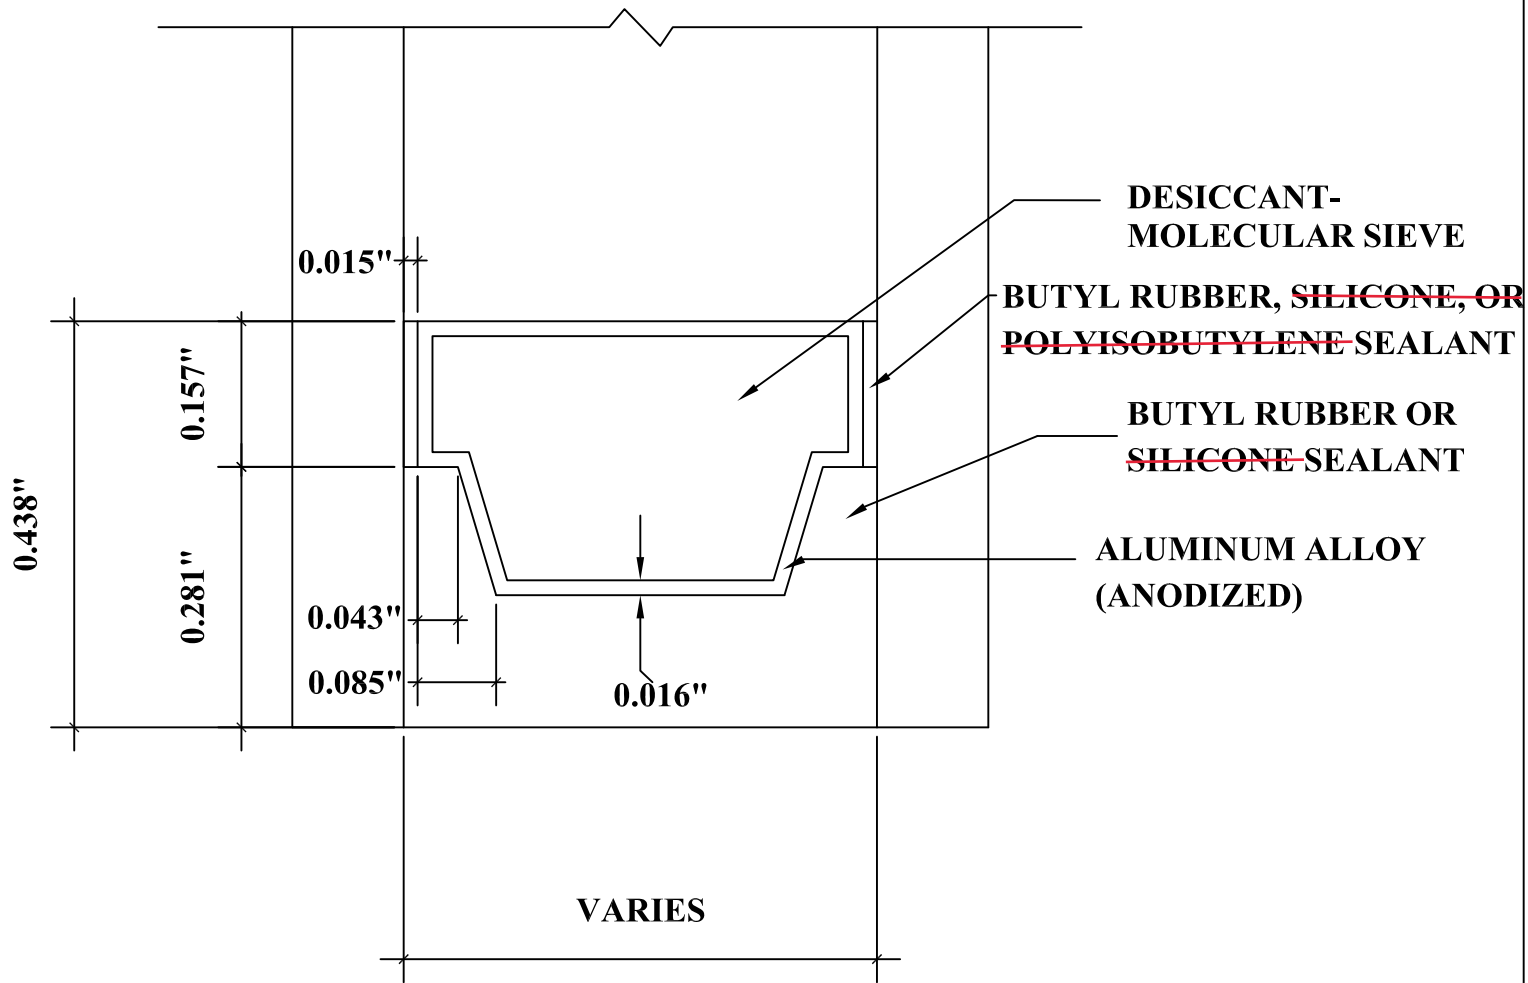 DESICCANT-
MOLECULAR SIEVE
0.015"
BUTYL RUBBER, SILICONE, OR
POLYISOBUTYLENE SEALANT
0.157"
BUTYL RUBBER OR
SILICONE SEALANT
0.438"
ALUMINUM ALLOY
(ANODIZED)
0.281"
0.043"
0.085"
0.016"
VARIES